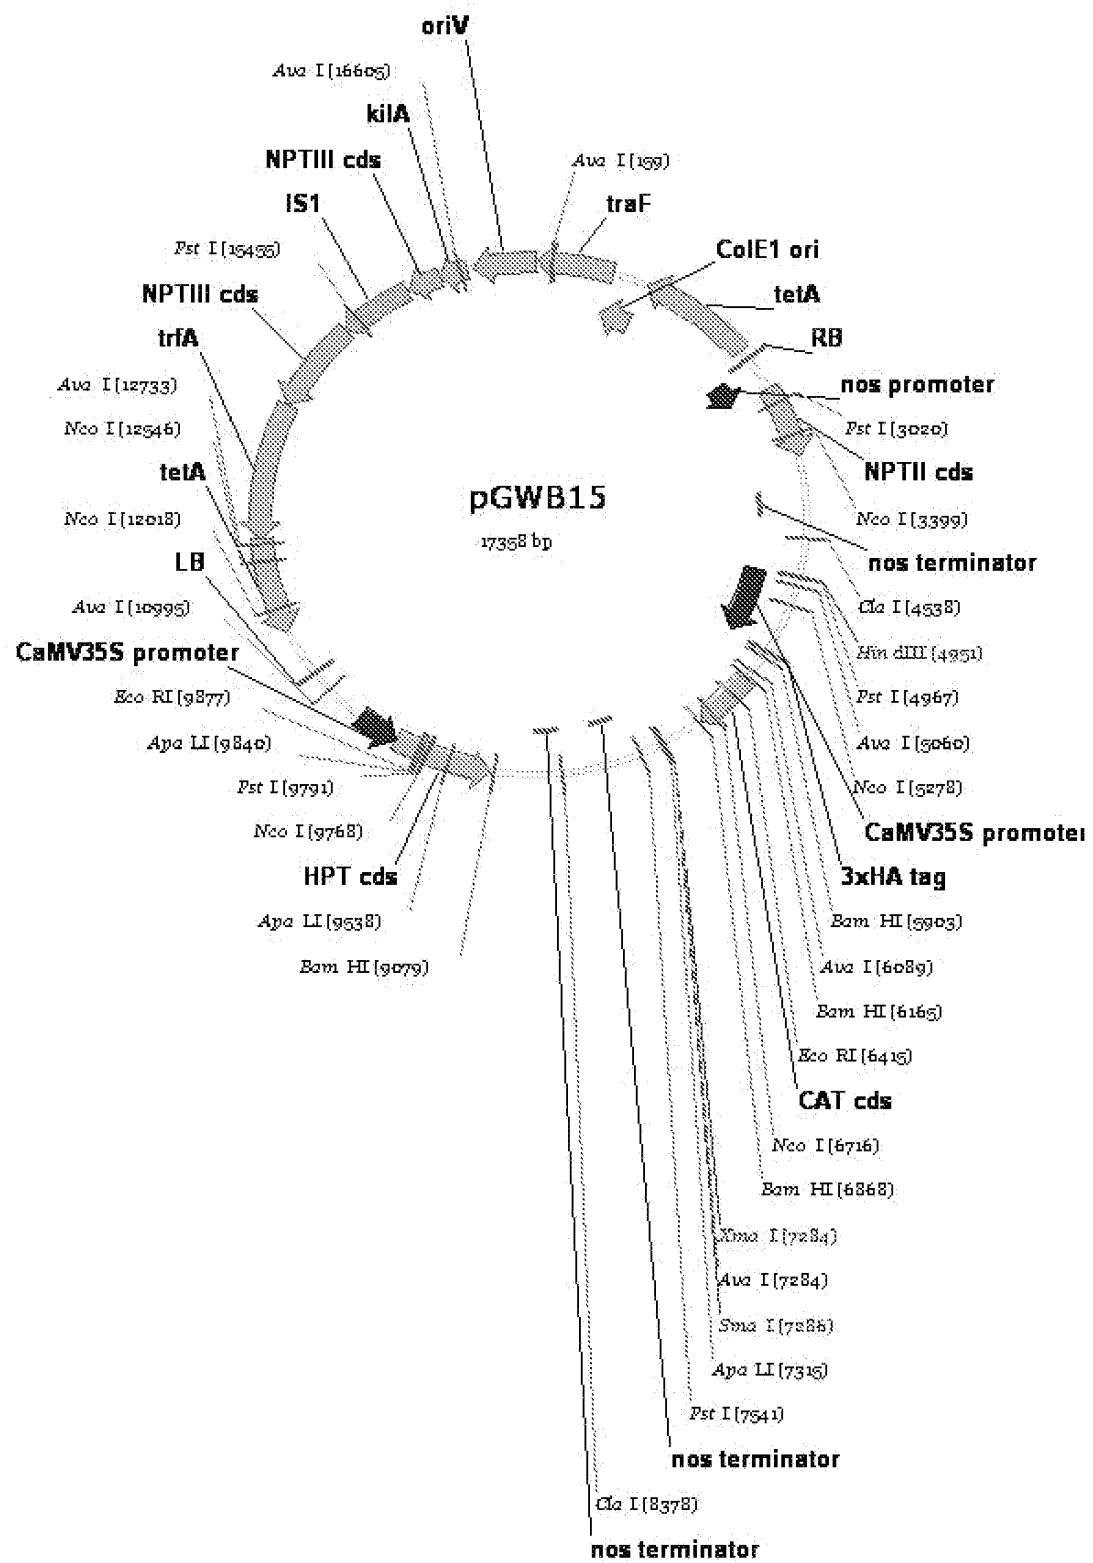 oriV
Ava I (16605)
kilA
NPTIII cds
Ava I (159)
IS1
traF
Pst I (15455)
ColE1 ori
NPTIII cds
tetA
trfA
RB
Ava I (12733)
nos promoter
Nco I (12546)
Pst I (3020)
tetA
NPTII cds
pGWB15
Nco I (12018)
Nco I (3399)
17358 bp
LB
nos terminator
Ava I (10995)
Cla I (4538)
CaMV35S promoter
Hin dIII (4951)
Eco RI (9877)
Pst I (4967)
Apa LI (9840)
Ava I (5060)
Pst I (9791)
Nco I (5278)
Nco I (9768)
CaMV35S promoter
HPT cds
3xHA tag
Apa LI (9538)
Bam HI (5903)
Bam HI (9079)
Ava I (6089)
Bam HI (6165)
Eco RI (6415)
CAT cds
Nco I (6716)
Bam HI (6868)
Xma I (7284)
Ava I (7284)
Sma I (7286)
Apa LI (7315)
Pst I (7541)
nos terminator
Cla I (8378)
nos terminator